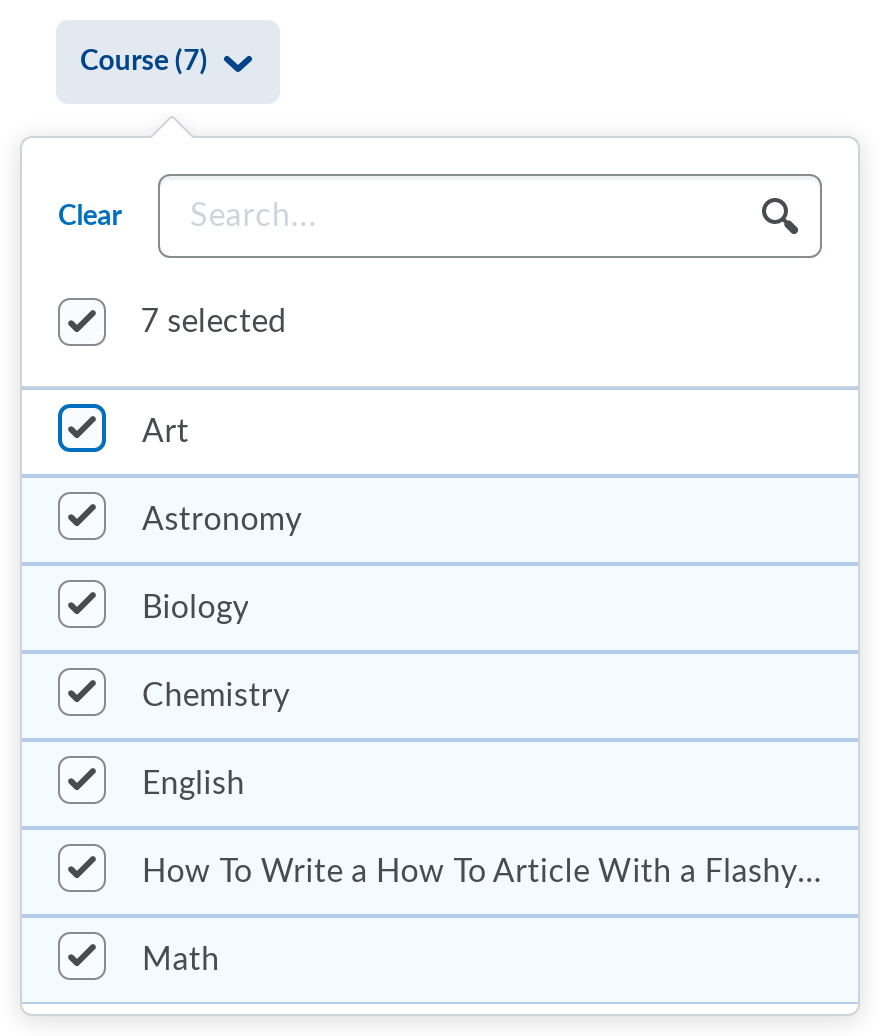 Course (7)
Clear
Search...
7 selected
Art
Astronomy
Biology
Chemistry
English
How To Write a How To Article With a Flashy...
Math